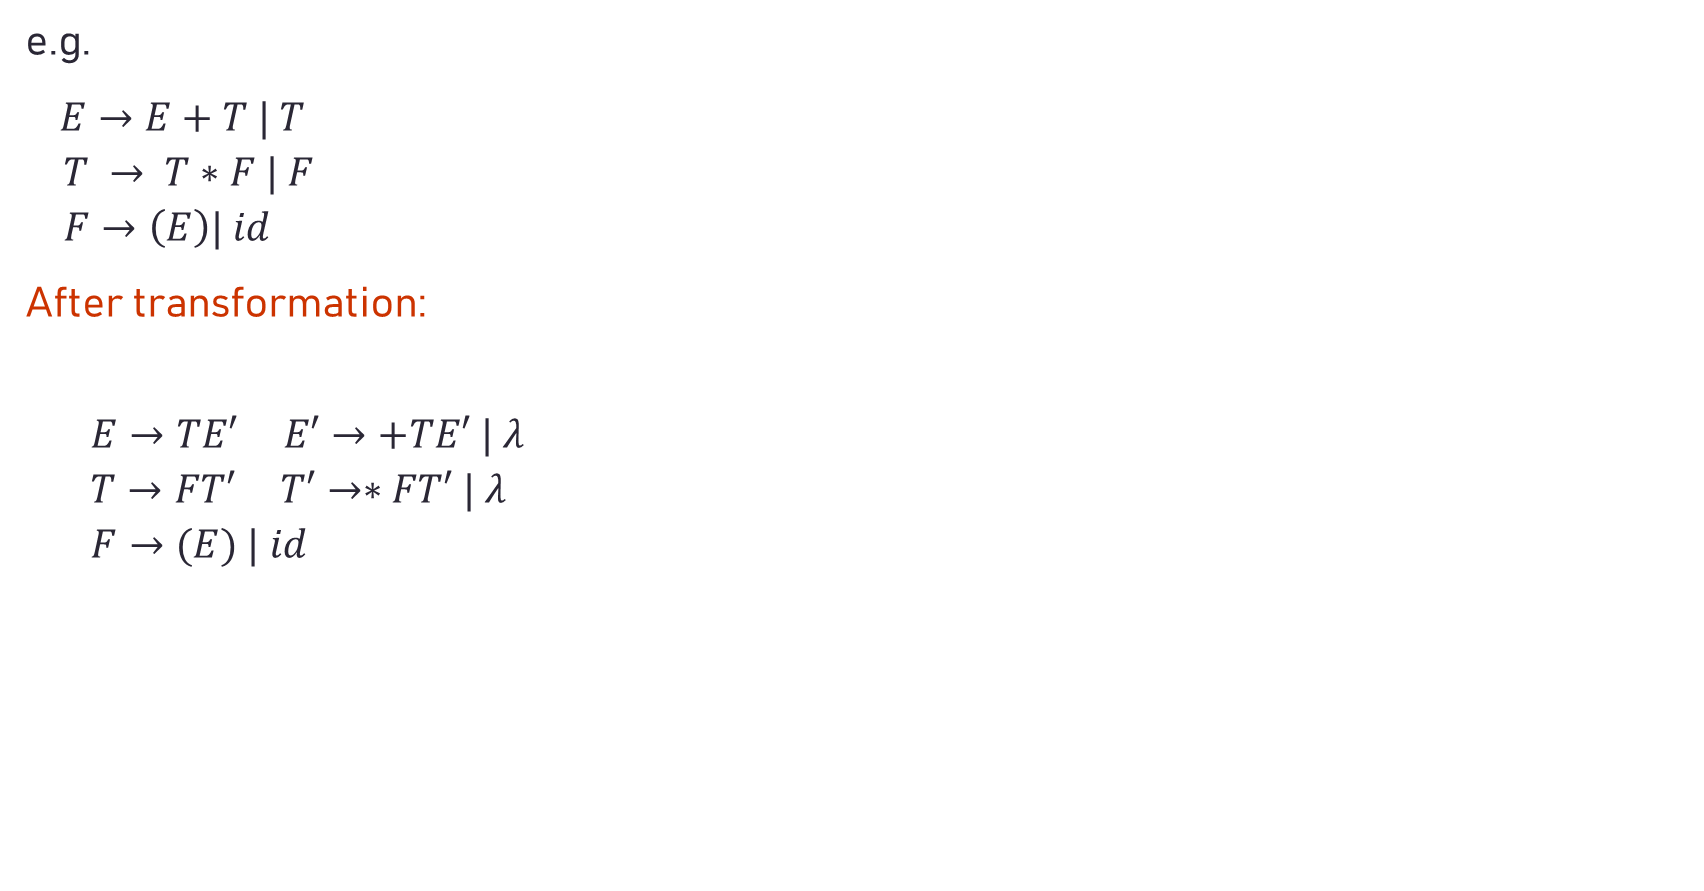 e.g.
E → E + T | T
T → T ∗ F | F
F → (E)| id
After transformation:
E → TE′ E′ → +TE′ | λ
T → FT′ T′ →∗ FT′ | λ
F → (E) | id